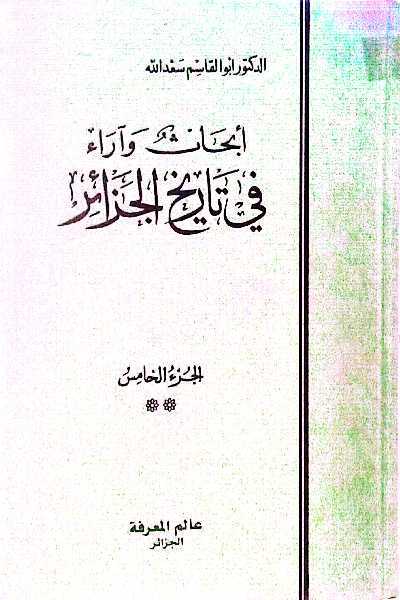 الدكتور ابو القاسم سعد الله
أبحاث وآراء
في تاريخ الجزائر
الجزء الخامس
عالم المعرفة
الجزائر